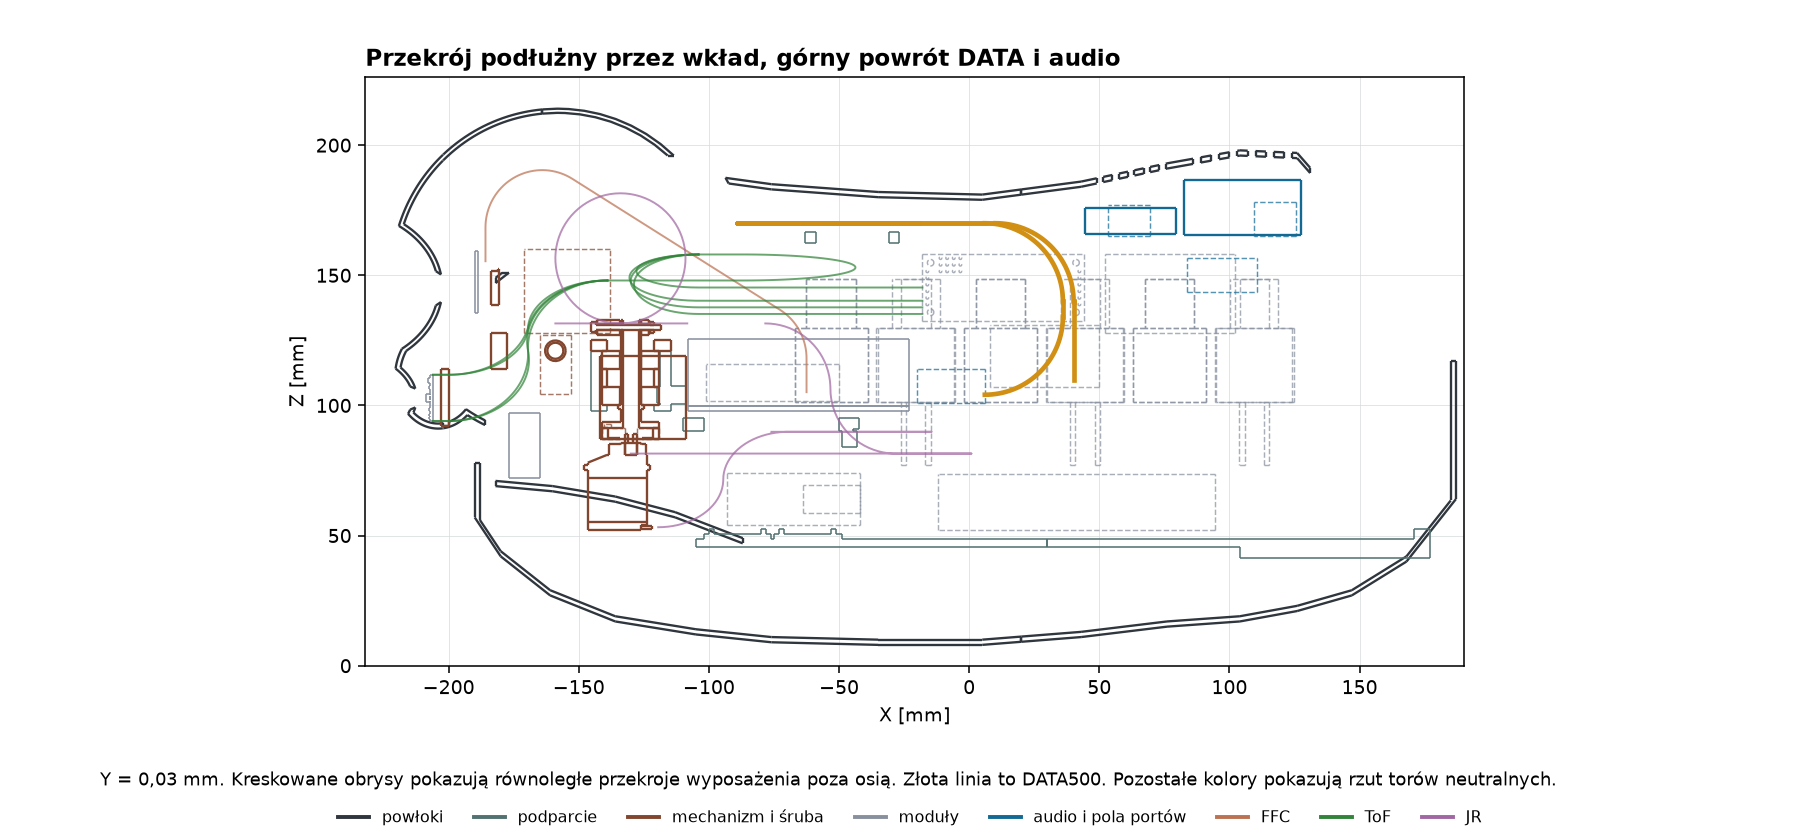 Przekrój podłużny przez wkład, górny powrót DATA i audio
Z [mm]
200
150
100
50
0
−200 −150 −100 −50 0 50 100 150
X [mm]
Y = 0,03 mm. Kreskowane obrysy pokazują równoległe przekroje wyposażenia poza osią. Złota linia to DATA500. Pozostałe kolory pokazują rzut torów neutralnych.
powłoki podparcie mechanizm i śruba moduły audio i pola portów FFC ToF JR